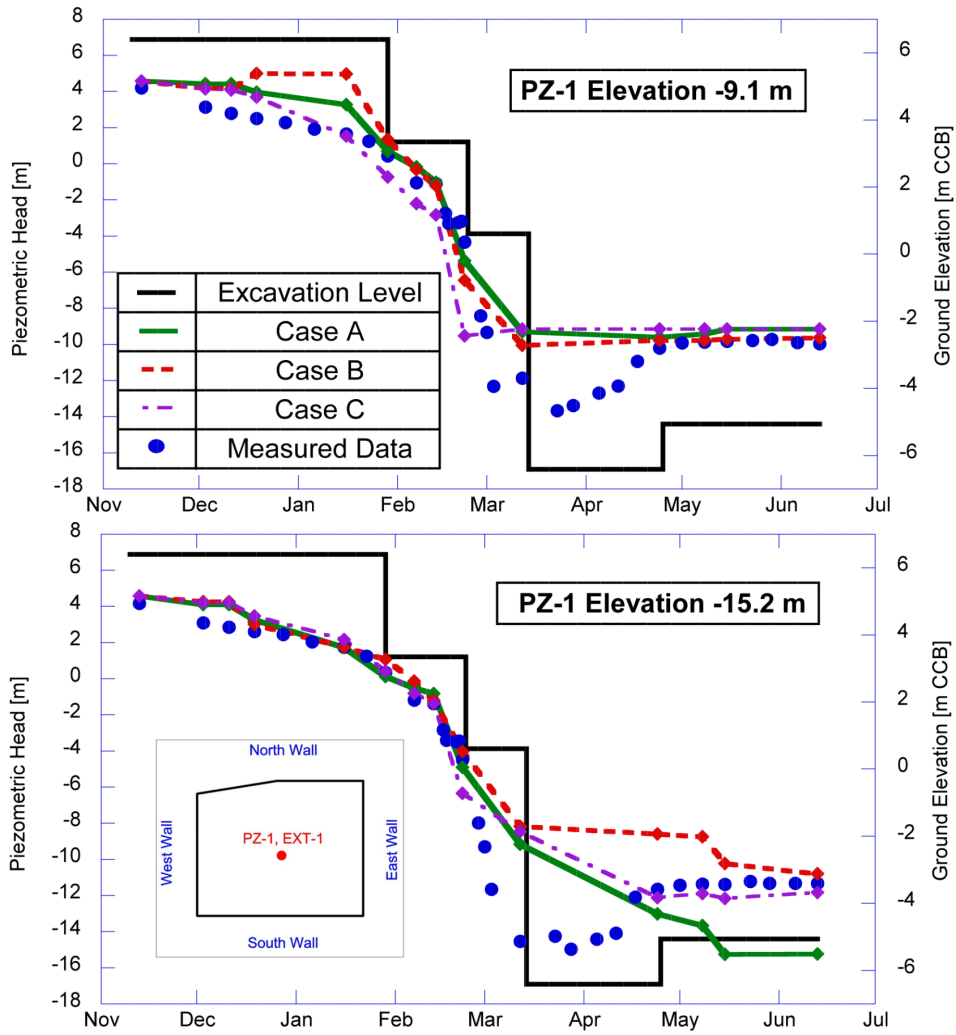 8
6
4
2
0
-2
-4
-6
-8
-10
-12
-14
-16
-18
Piezometric Head [m]
PZ-1 Elevation -9.1 m
Excavation Level
Case A
Case B
Case C
Measured Data
6
4
2
0
-2
-4
-6
Ground Elevation [m CCB]
Nov Dec Jan Feb Mar Apr May Jun Jul
8
6
4
2
0
-2
-4
-6
-8
-10
-12
-14
-16
-18
Piezometric Head [m]
PZ-1 Elevation -15.2 m
North Wall
West Wall
PZ-1, EXT-1
East Wall
South Wall
6
4
2
0
-2
-4
-6
Ground Elevation [m CCB]
Nov Dec Jan Feb Mar Apr May Jun Jul